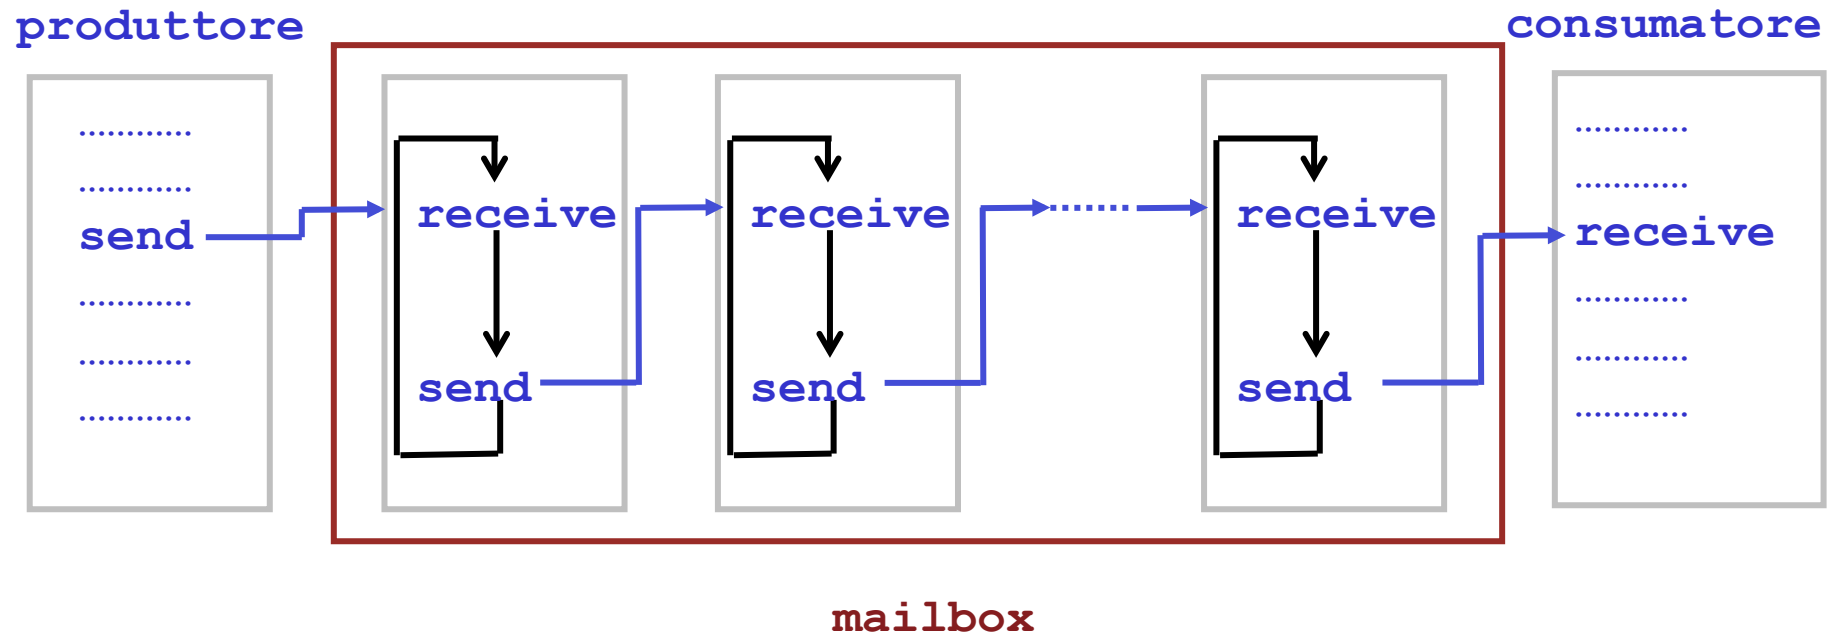 produttore
consumatore
............
............
send
............
............
............
receive
send
receive
send
receive
send
............
............
receive
............
............
............
mailbox